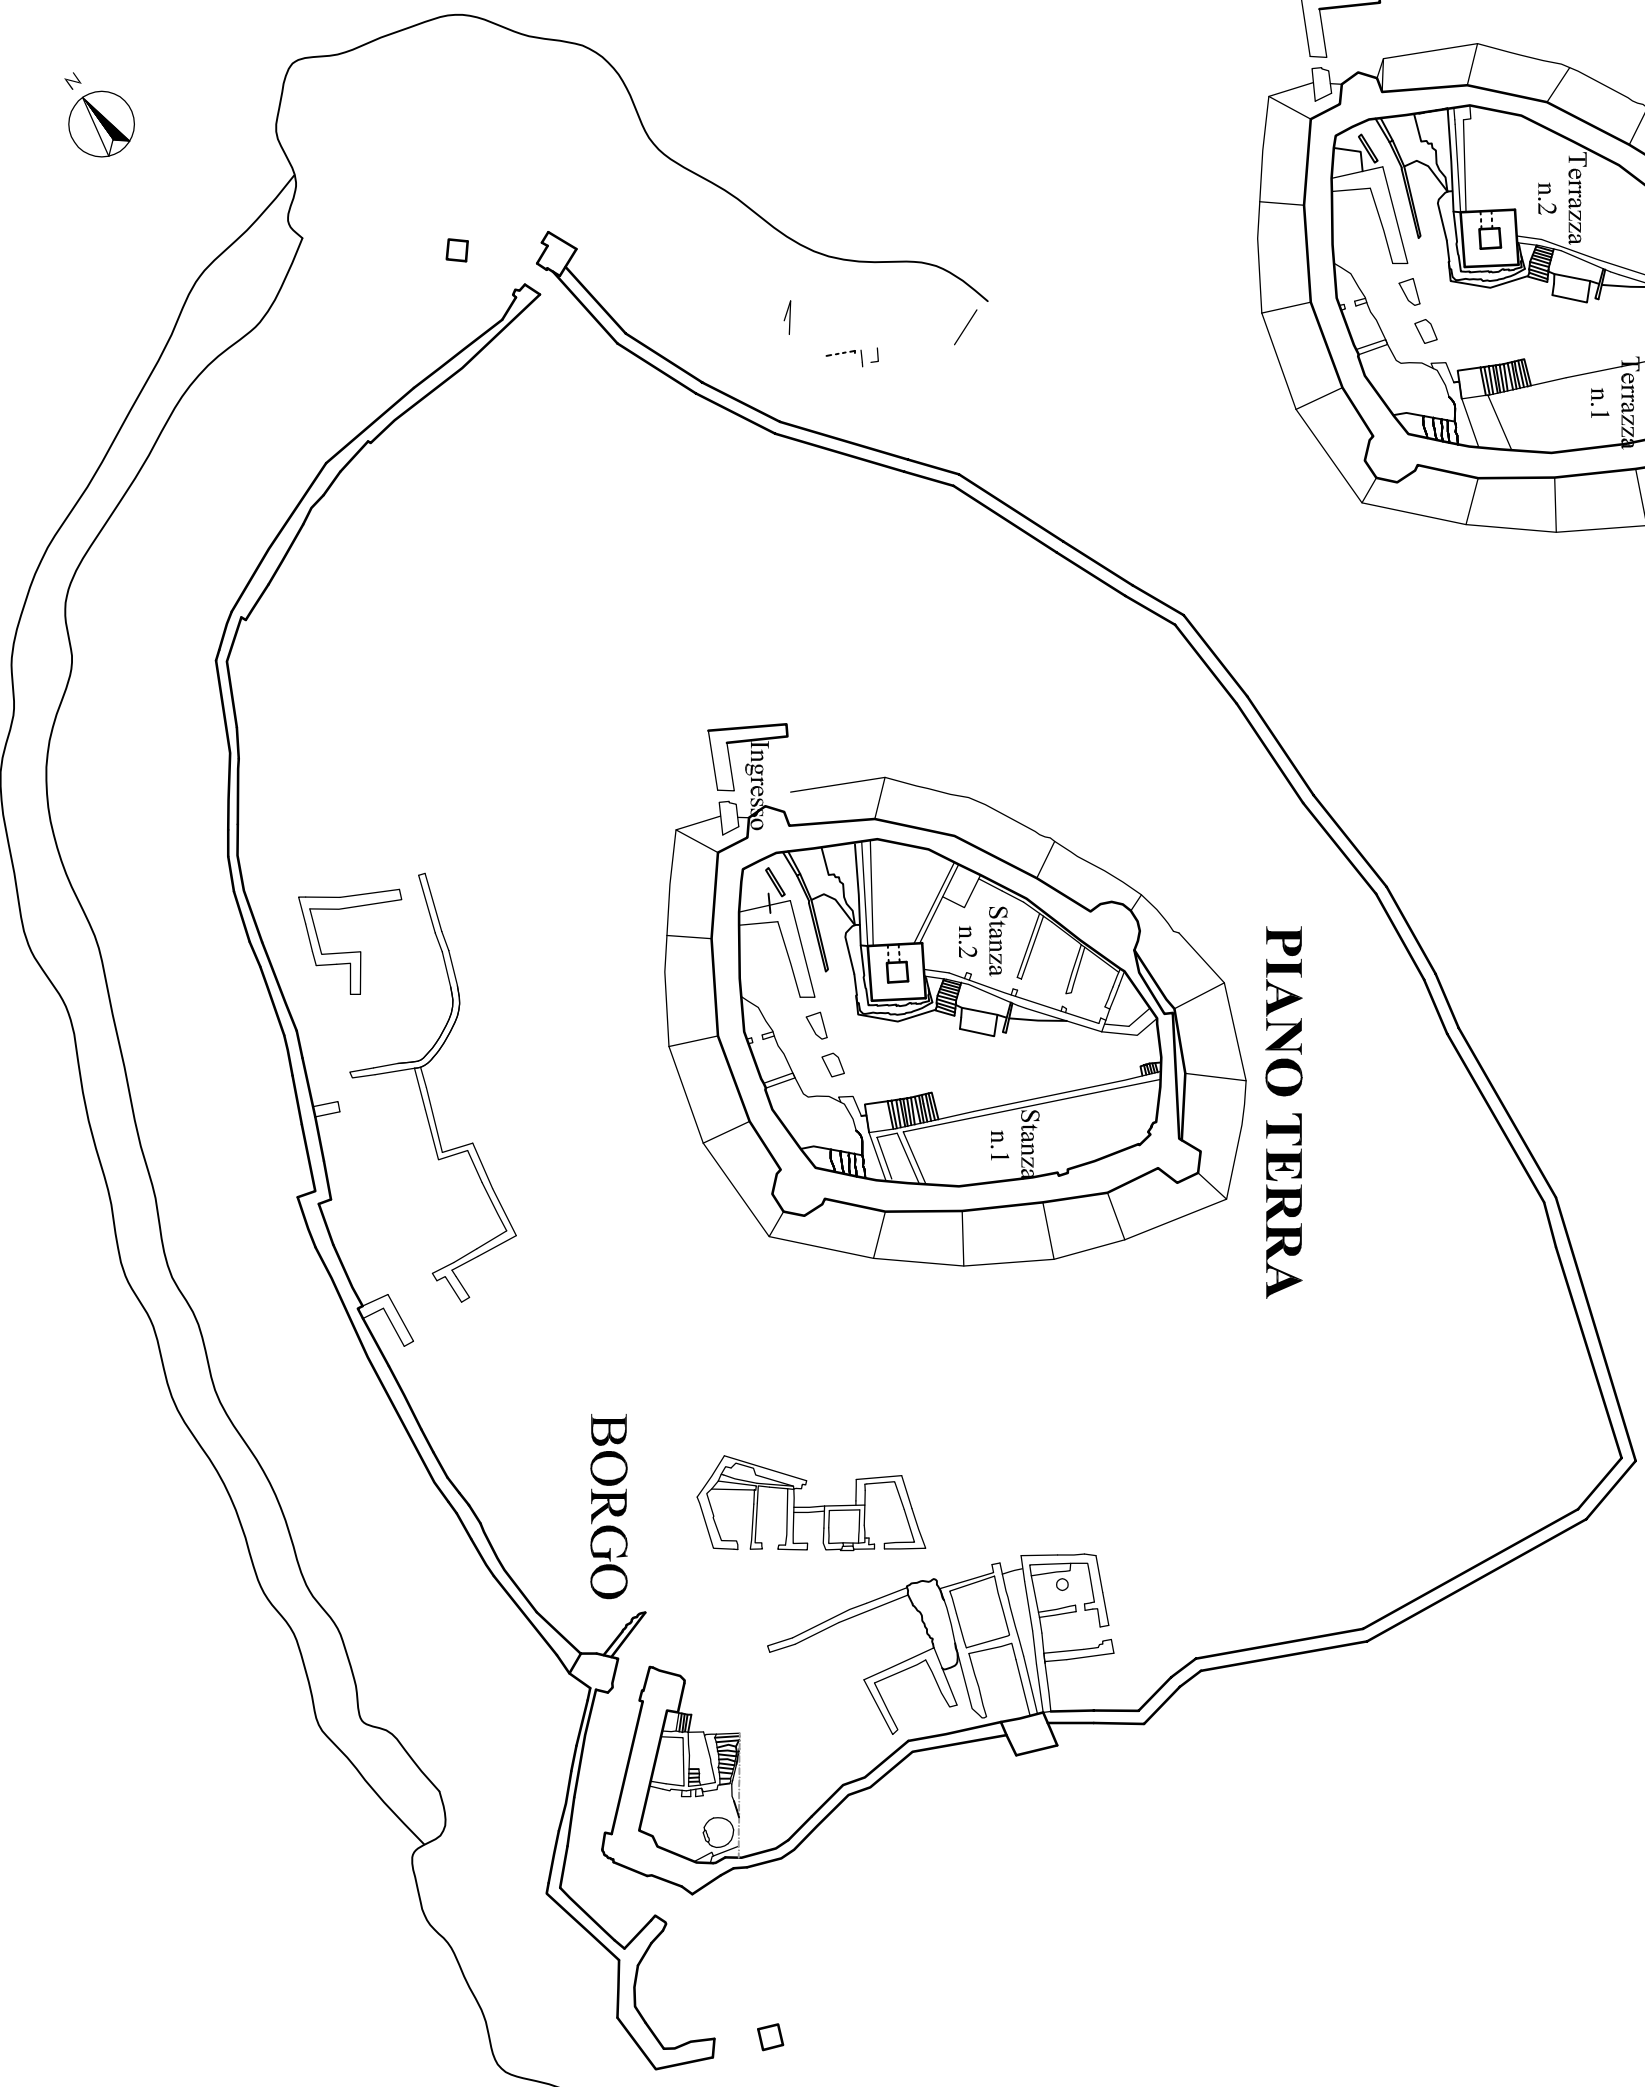 N
Terrazza
n.2
Terrazza
n.1
Ingresso
Stanza
n.2
Stanza
n.1
PIANO TERRA
BORGO